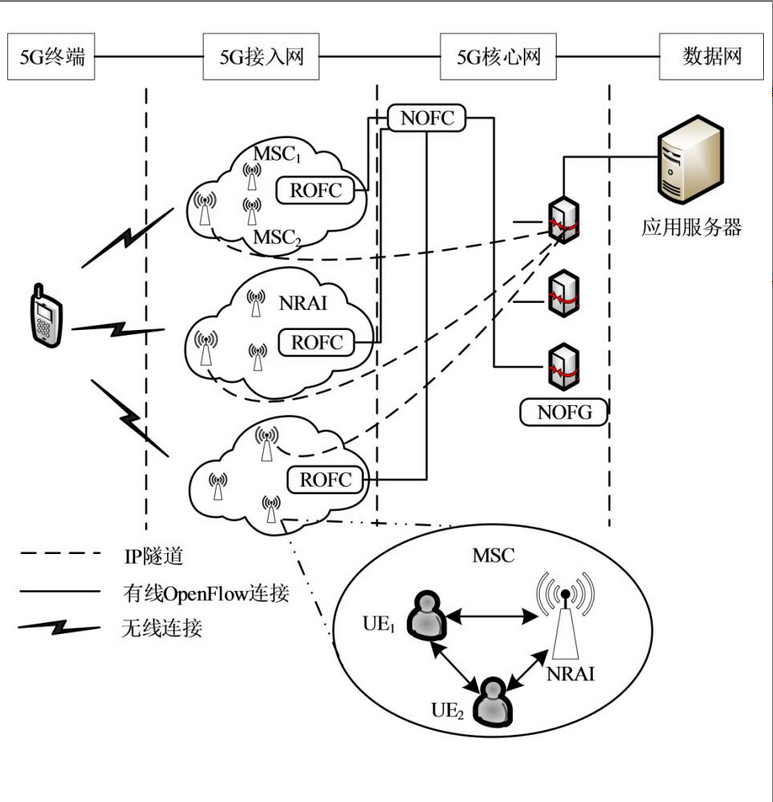 5G终端
5G接入网
5G核心网
数据网
NOFC
MSC₁
ROFC
MSC₂
应用服务器
NRAI
ROFC
NOFG
ROFC
IP隧道
有线OpenFlow连接
无线连接
MSC
UE₁
NRAI
UE₂